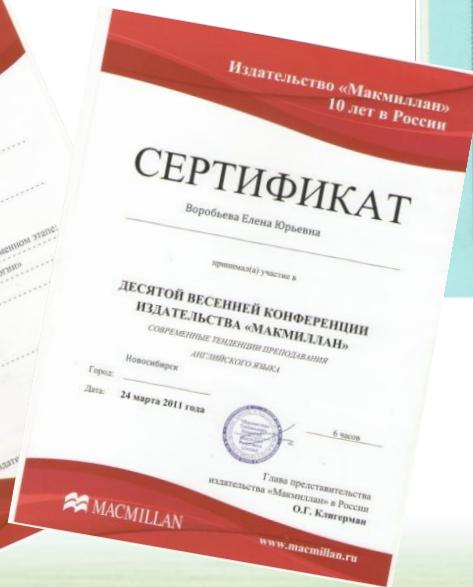 Издательство «Макмиллан»
10 лет в России
СЕРТИФИКАТ
Воробьева Елена Юрьевна
принимал(а) участие в
ДЕСЯТОЙ ВЕСЕННЕЙ КОНФЕРЕНЦИИ
ИЗДАТЕЛЬСТВА «МАКМИЛЛАН»
СОВРЕМЕННЫЕ ТЕНДЕНЦИИ ПРЕПОДАВАНИЯ
АНГЛИЙСКОГО ЯЗЫКА
Город: Новосибирск
Дата: 24 марта 2011 года
6 часов
Глава представительства
издательства «Макмиллан» в России
О.Г. Клигерман
MACMILLAN
www.macmillan.ru